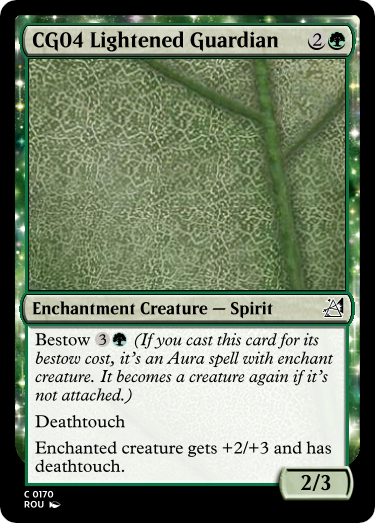 CG04 Lightened Guardian 2
Enchantment Creature — Spirit
Bestow 3 (If you cast this card for its
bestow cost, it's an Aura spell with enchant
creature. It becomes a creature again if it's
not attached.)
Deathtouch
Enchanted creature gets +2/+3 and has
deathtouch.
2/3
C 0170
ROU